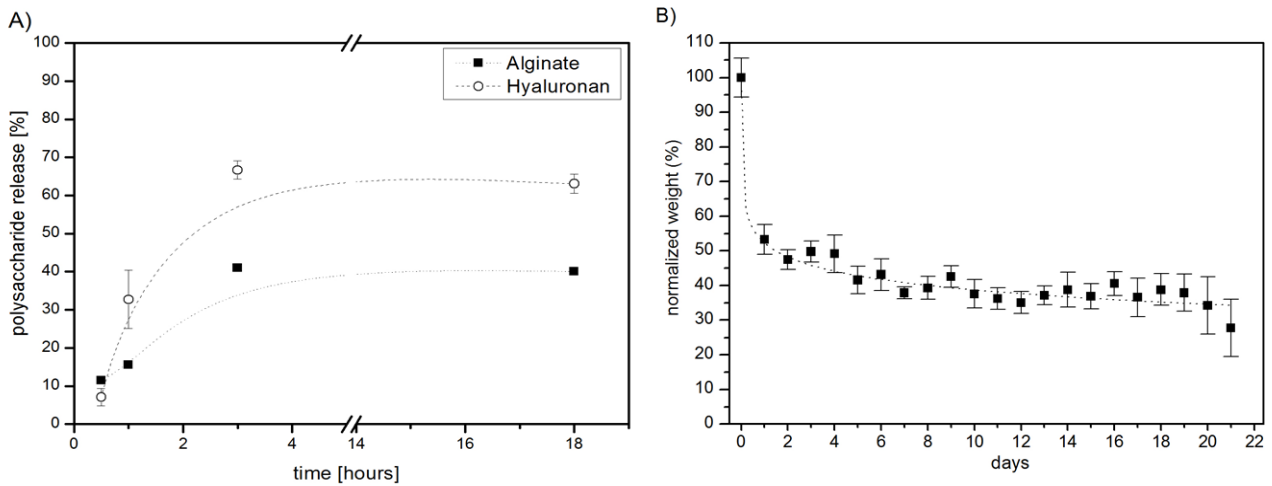 A)
100
90
80
70
60
50
40
30
20
10
0
polysaccharide release [%]
Alginate
Hyaluronan
0 2 4 14 16 18
time [hours]
B)
100
90
80
70
60
50
40
30
20
10
0
normalized weight (%)
0 2 4 6 8 10 12 14 16 18 20 22
days